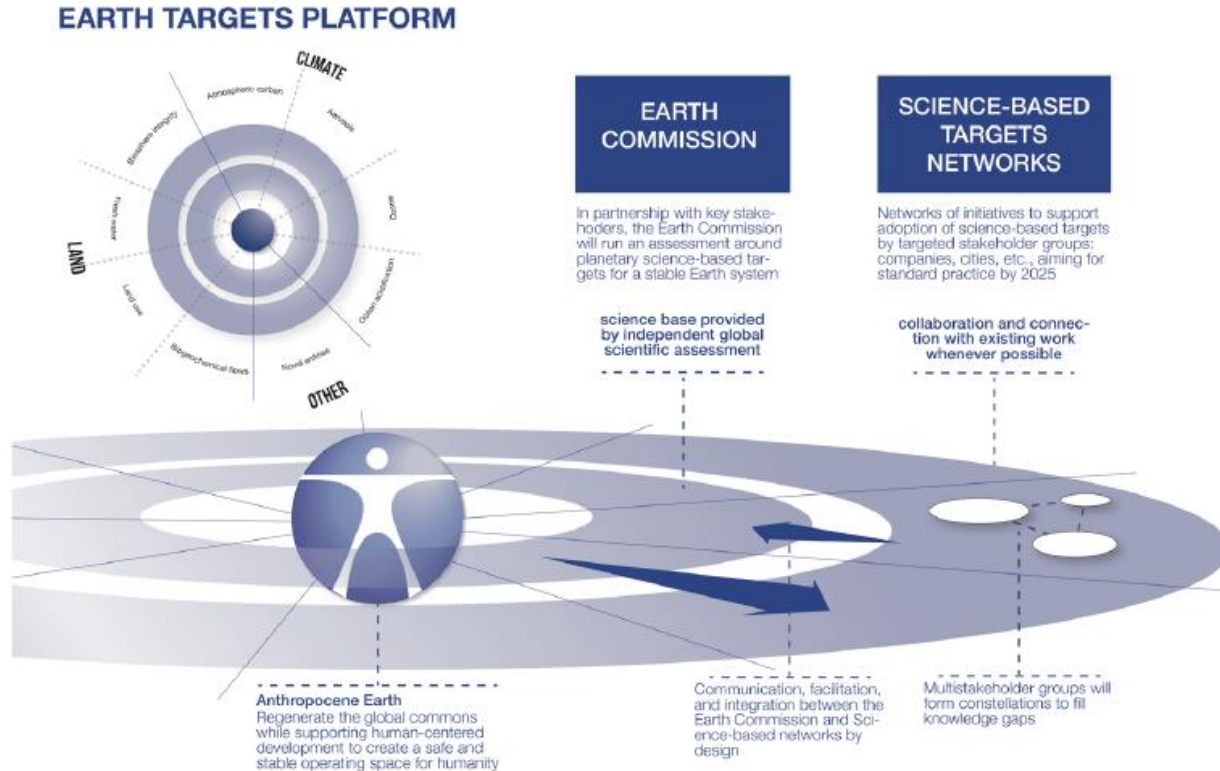 EARTH TARGETS PLATFORM
CLIMATE
Atmospheric carbon
Aerosols
Biosphere integrity
Ozone
Fresh water
LAND
Ocean acidification
Land use
Biogeochemical flows
Novel entities
OTHER
EARTH
COMMISSION
In partnership with key stake-
hoders, the Earth Commission
will run an assessment around
planetary science-based tar-
gets for a stable Earth system
science base provided
by independent global
scientific assessment
SCIENCE-BASED
TARGETS
NETWORKS
Networks of initiatives to support
adoption of science-based targets
by targeted stakeholder groups:
companies, cities, etc., aiming for
standard practice by 2025
collaboration and connec-
tion with existing work
whenever possible
Anthropocene Earth
Regenerate the global commons
while supporting human-centered
development to create a safe and
stable operating space for humanity
Communication, facilitation,
and integration between the
Earth Commission and Sci-
ence-based networks by
design
Multistakeholder groups will
form constellations to fill
knowledge gaps